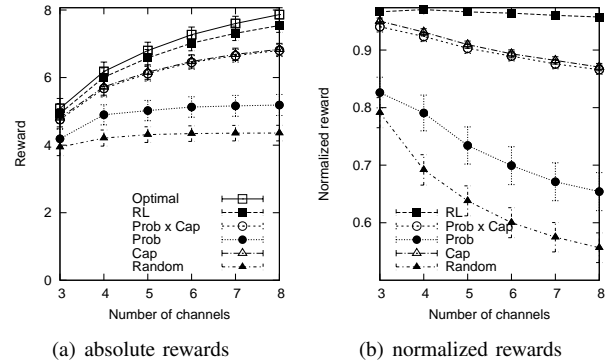 8
6
4
2
0
Reward
Optimal
RL
Prob x Cap
Prob
Cap
Random
3 4 5 6 7 8
Number of channels
(a) absolute rewards
0.9
0.8
0.7
0.6
Normalized reward
RL
Prob x Cap
Prob
Cap
Random
3 4 5 6 7 8
Number of channels
(b) normalized rewards